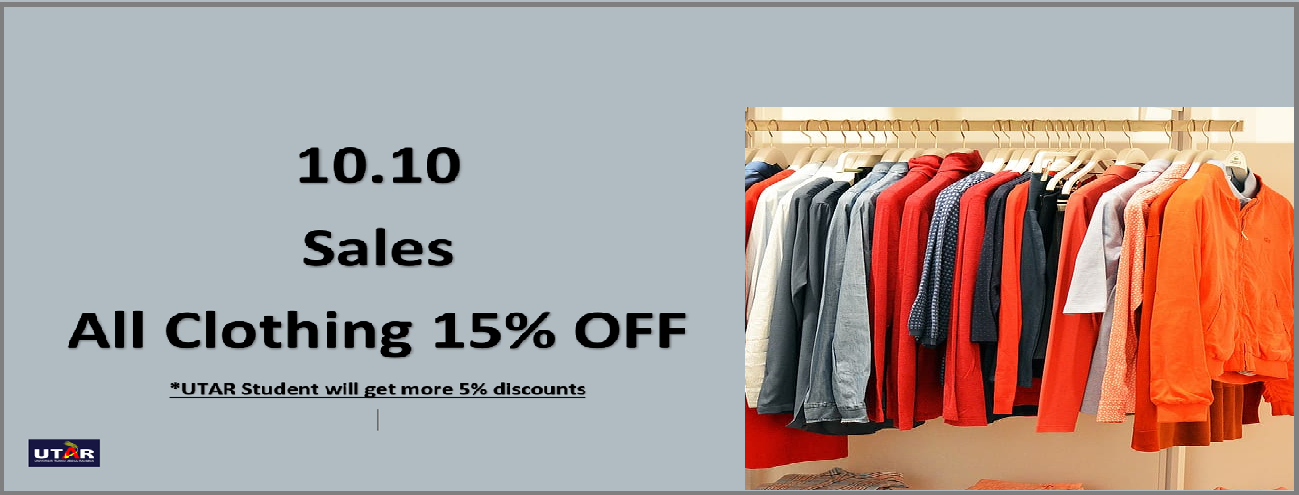 10.10
Sales
All Clothing 15% OFF
*UTAR Student will get more 5% discounts
UTAR